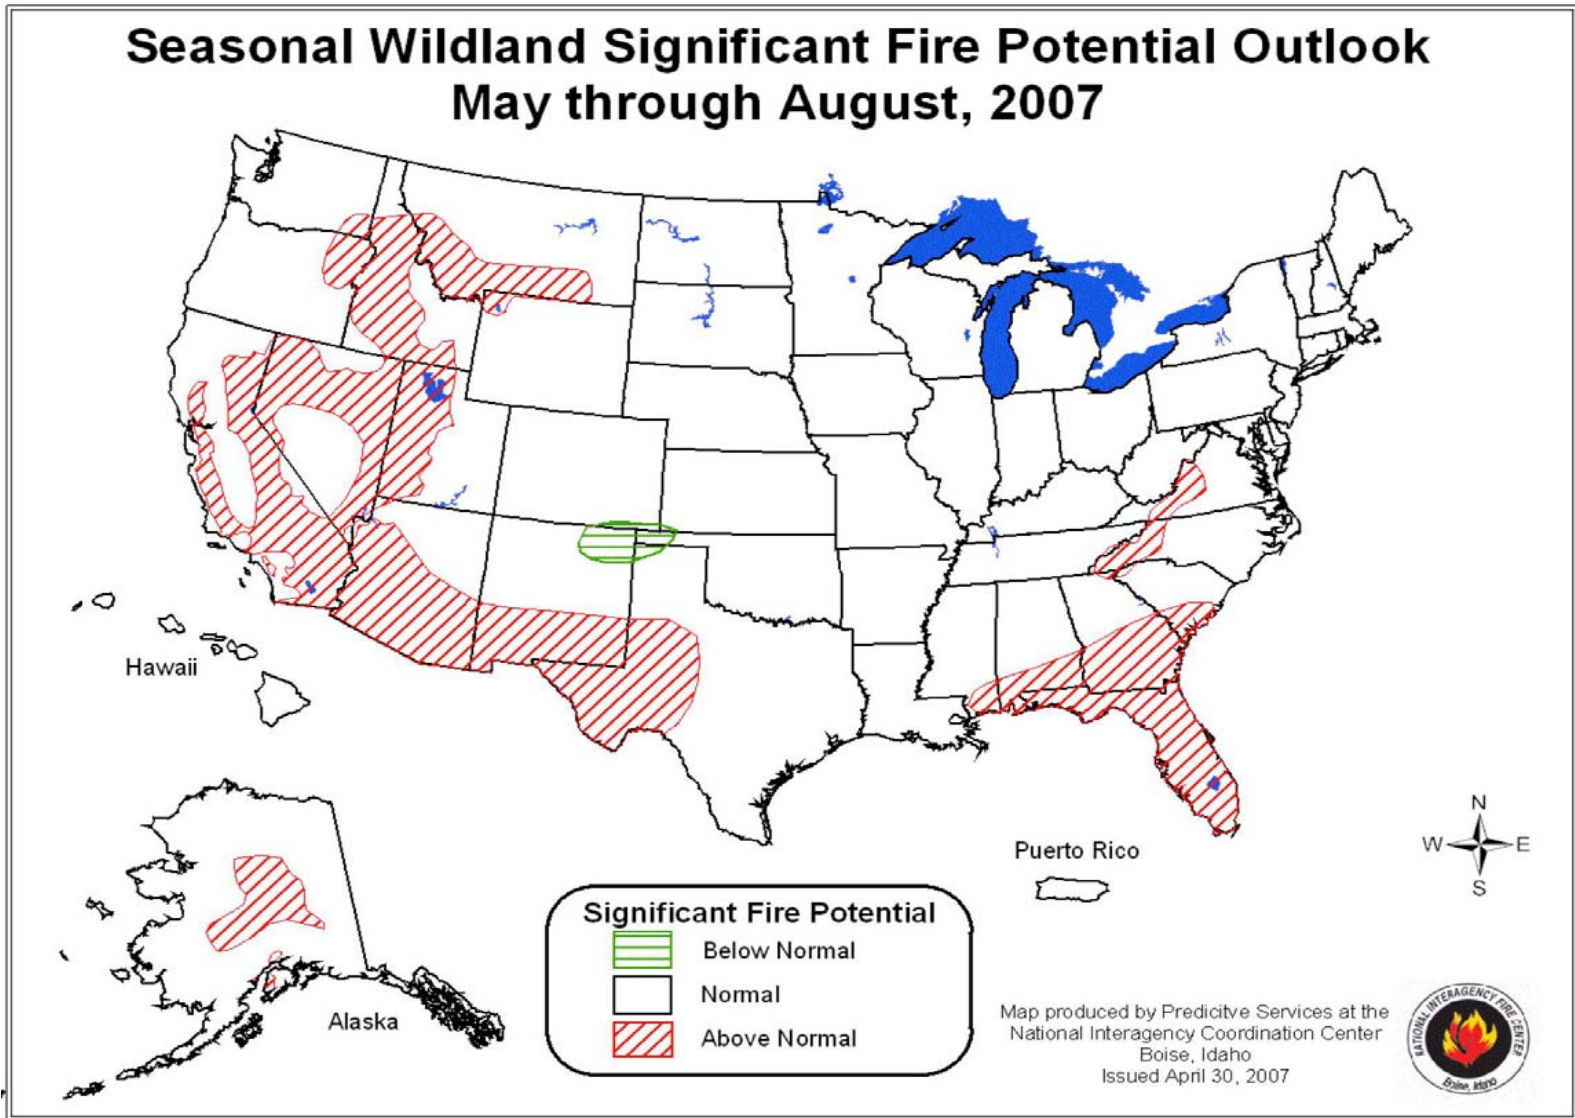 Seasonal Wildland Significant Fire Potential Outlook
May through August, 2007
Hawaii
Puerto Rico
N
W E
S
Alaska
Significant Fire Potential
Below Normal
Normal
Above Normal
Map produced by Predicitve Services at the
National Interagency Coordination Center
Boise, Idaho
Issued April 30, 2007
NATIONAL INTERAGENCY FIRE CENTER
Boise, Idaho